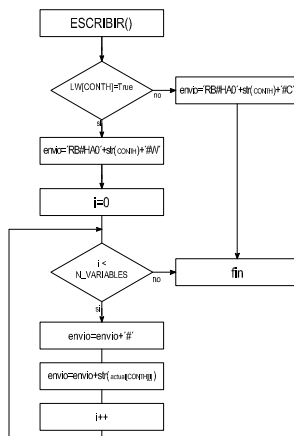 ESCRIBIR()
LW[CONTH]=True
no
envio=´RB#HA0´+str(CONTH)+´#C´
si
envio=´RB#HA0´+str(CONTH)+´#W´
i=0
i <
N_VARIABLES
no
fin
si
envio=envio+´#´
envio=envio+str(actual[CONTH][i])
i++